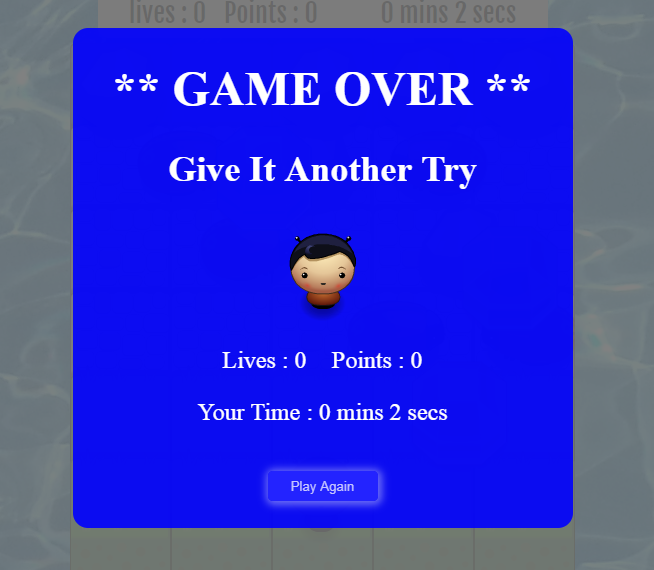 lives : 0 Points : 0 0 mins 2 secs
** GAME OVER **
Give It Another Try
Lives : 0 Points : 0
Your Time : 0 mins 2 secs
Play Again